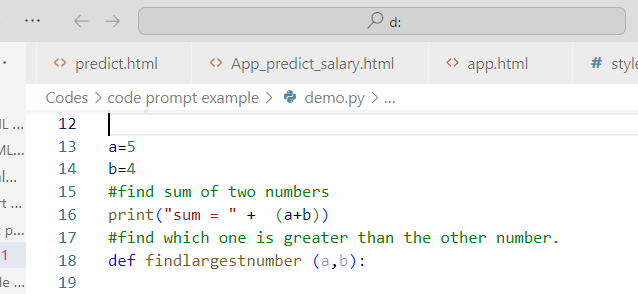 d:
predict.html
App_predict_salary.html
app.html
# style
Codes > code prompt example > demo.py > ...
12
13 a=5
14 b=4
15 #find sum of two numbers
16 print("sum = " +  (a+b))
17 #find which one is greater than the other number.
18 def findlargestnumber (a,b):
19